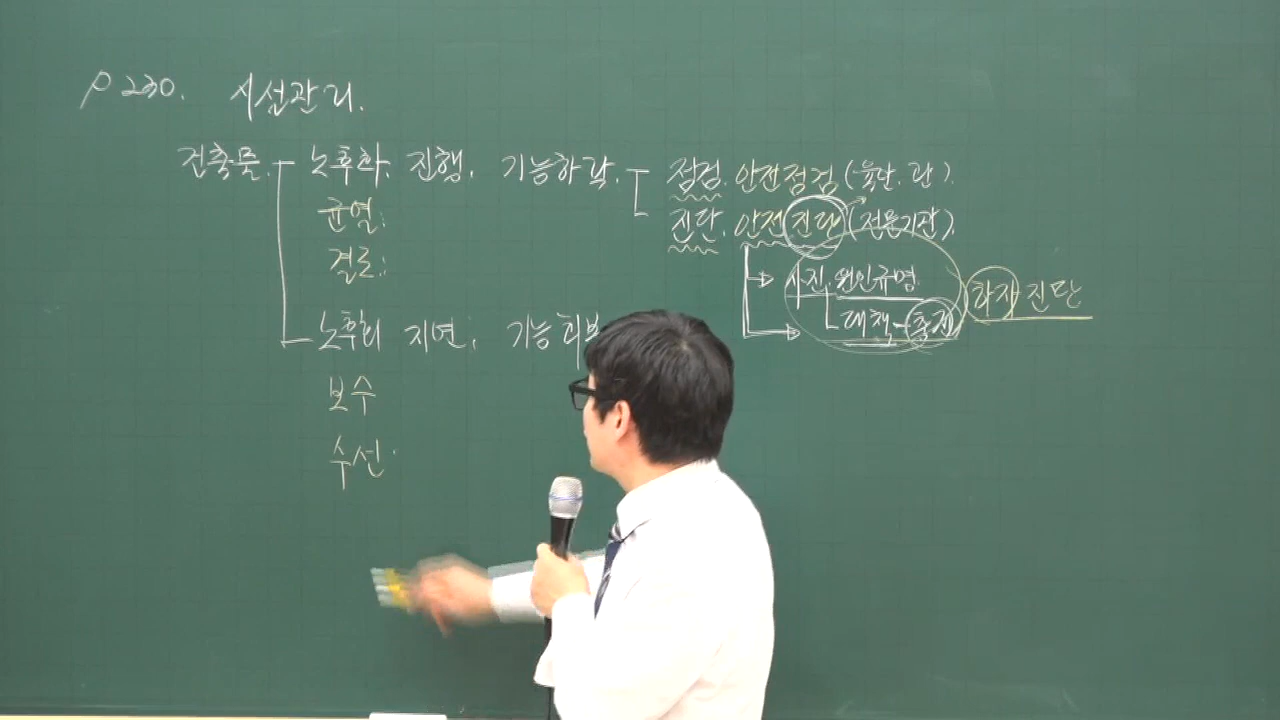 P 230. 시설관리.
건축물. 노후화. 진행. 기능하락. 점검. 안전점검 (육안. 관).
균열: 진단. 안전진단 (전문기관).
결로: 사진. 원인규명. 하자진단
노후화 지연: 기능회복 대책-
보수
수선.